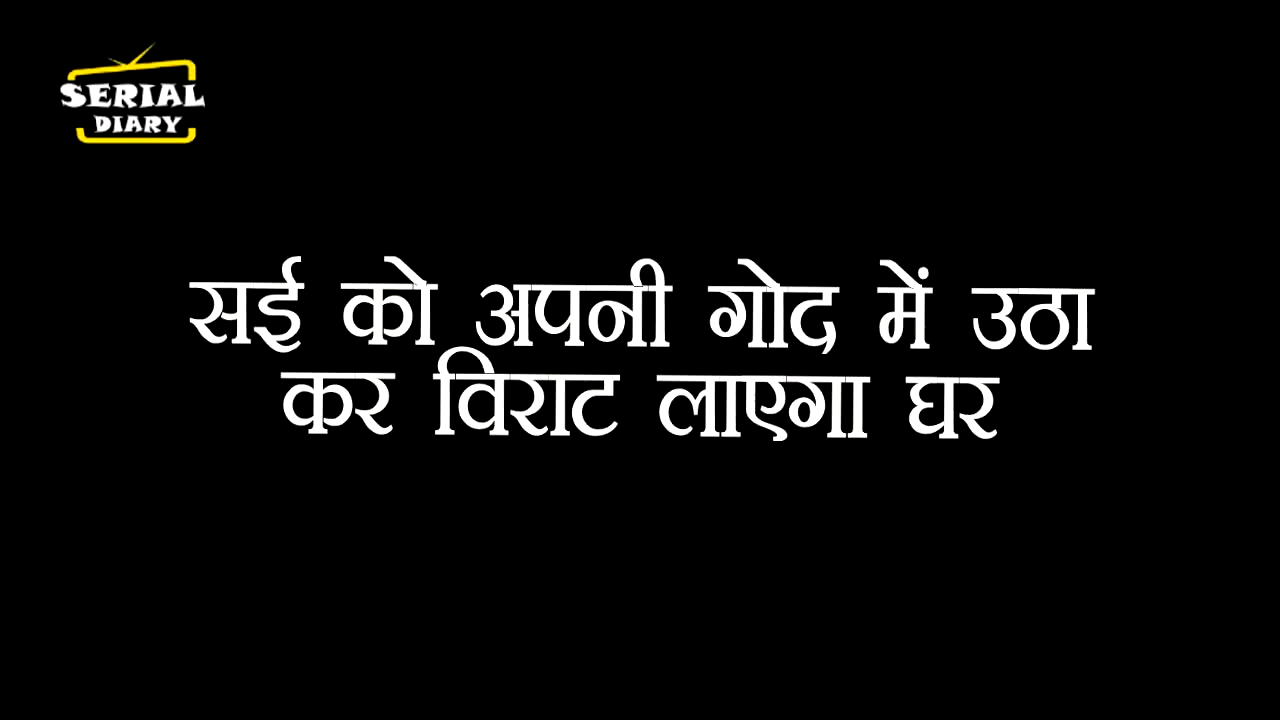 SERIAL
DIARY
सई को अपनी गोद में उठा
कर विराट लाएगा घर